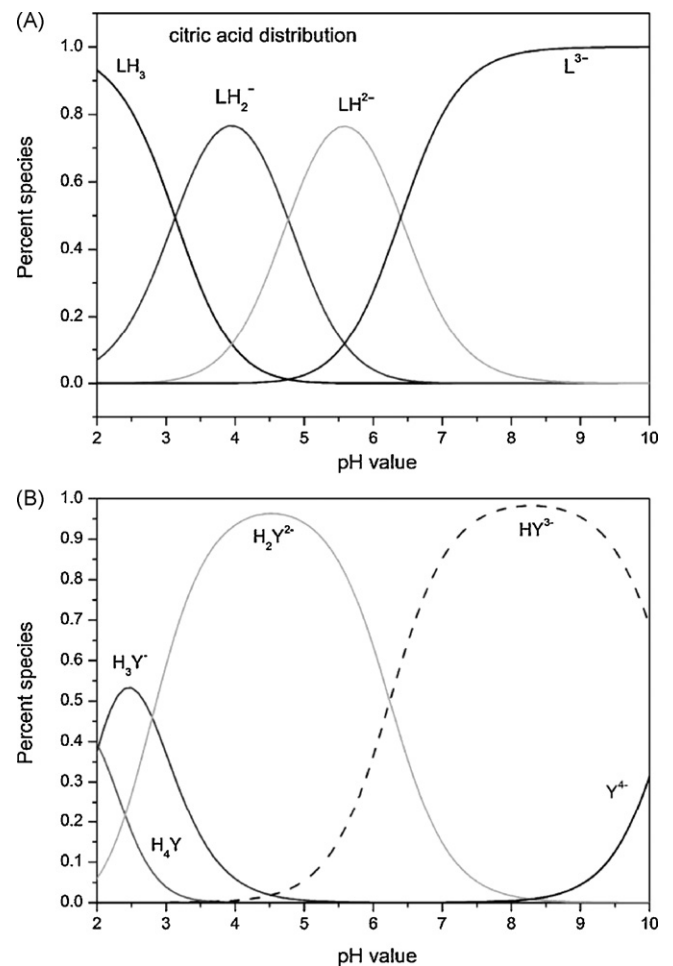 (A)
citric acid distribution
LH₃
LH₂⁻
LH²⁻
L³⁻
1.0
0.8
0.6
0.4
0.2
0.0
Percent species
2 3 4 5 6 7 8 9 10
pH value
(B)
1.0
0.9
0.8
0.7
0.6
0.5
0.4
0.3
0.2
0.1
0.0
Percent species
H₂Y²⁻
HY³⁻
H₃Y⁻
Y⁴⁻
H₄Y
2 3 4 5 6 7 8 9 10
pH value